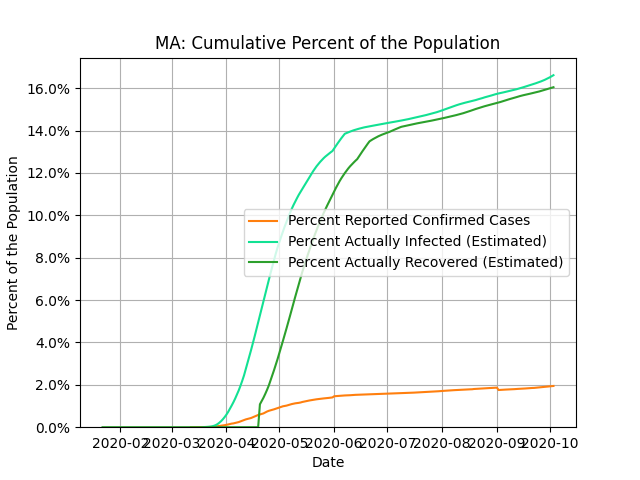 MA: Cumulative Percent of the Population
16.0%
14.0%
12.0%
10.0%
8.0%
6.0%
4.0%
2.0%
0.0%
Percent of the Population
Percent Reported Confirmed Cases
Percent Actually Infected (Estimated)
Percent Actually Recovered (Estimated)
2020-02 2020-03 2020-04 2020-05 2020-06 2020-07 2020-08 2020-09 2020-10
Date